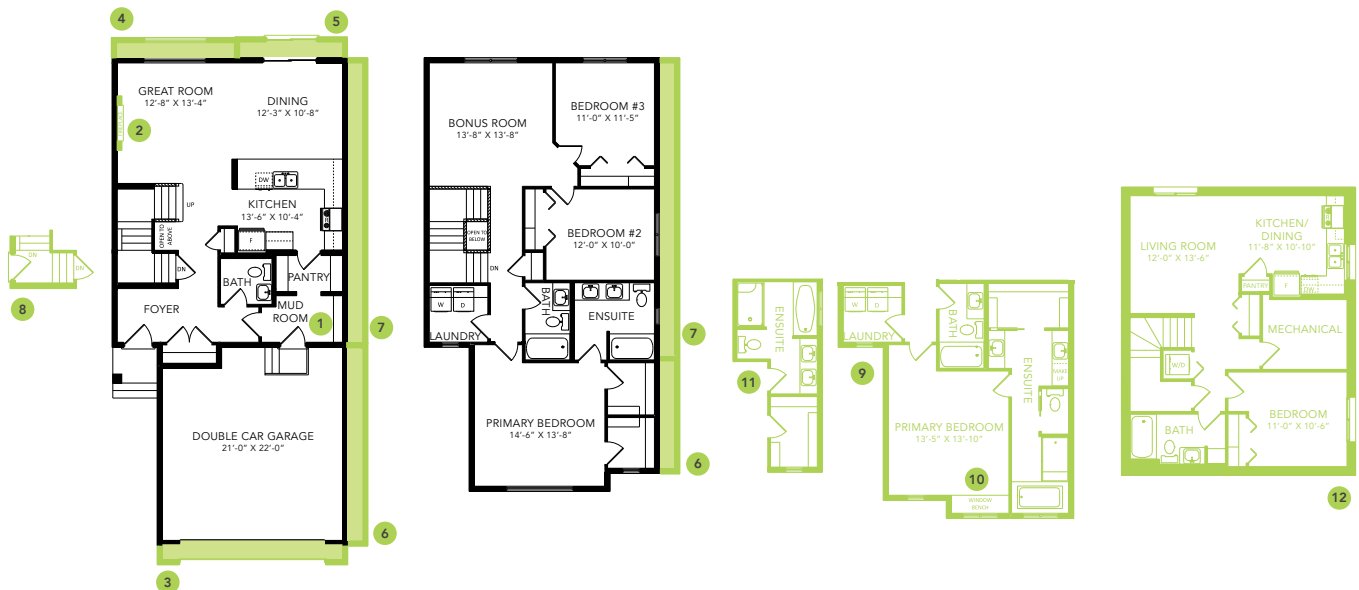 4
5
GREAT ROOM
12'-8" X 13'-4"
DINING
12'-3" X 10'-8"
2
DW
KITCHEN
13'-6" X 10'-4"
UP
OPEN TO
ABOVE
F
DN
BATH
PANTRY
MUD
ROOM
FOYER
1
7
DN
DN
8
DOUBLE CAR GARAGE
21'-0" X 22'-0"
6
3
BEDROOM #3
11'-0" X 11'-5"
BONUS ROOM
13'-8" X 13'-8"
BEDROOM #2
12'-0" X 10'-0"
OPEN TO
BELOW
DN
W D
LAUNDRY
BATH
ENSUITE
7
PRIMARY BEDROOM
14'-6" X 13'-8"
6
ENSUITE
11
W D
LAUNDRY
9
BATH
ENSUITE
MAKE
UP
PRIMARY BEDROOM
13'-5" X 13'-10"
10
WINDOW
BENCH
LIVING ROOM
12'-0" X 13'-6"
KITCHEN/
DINING
11'-8" X 10'-10"
PANTRY
F
DW
MECHANICAL
W/D
BEDROOM
11'-0" X 10'-6"
BATH
12